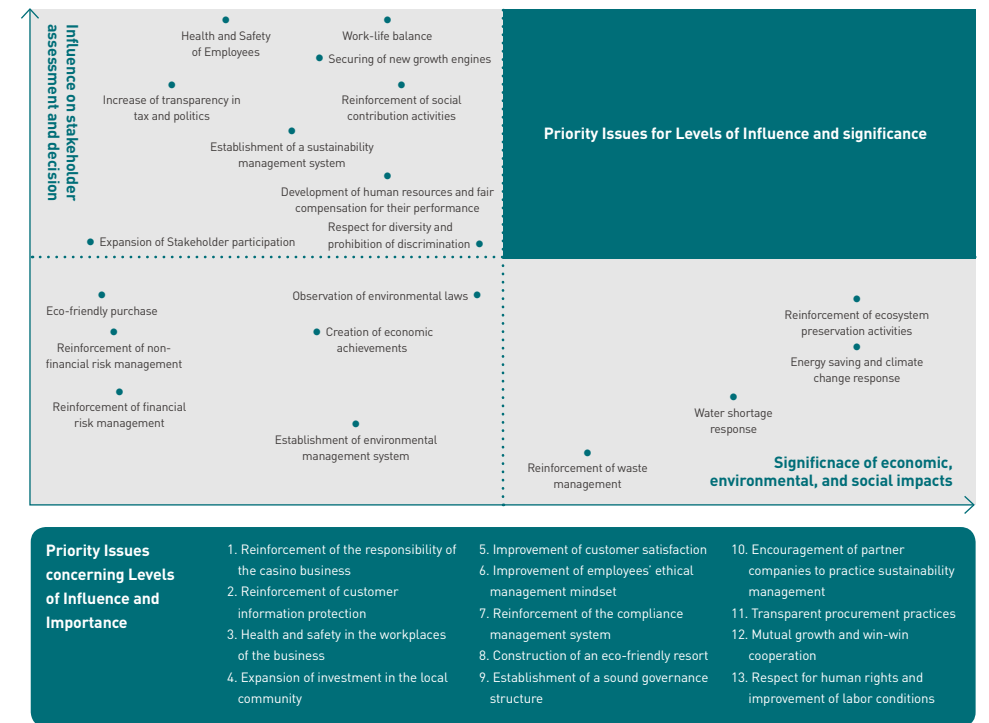 Influence on stakeholder
assessment and decision
Health and Safety
of Employees
Work-life balance
Securing of new growth engines
Increase of transparency in
tax and politics
Reinforcement of social
contribution activities
Establishment of a sustainability
management system
Development of human resources and fair
compensation for their performance
Expansion of Stakeholder participation
Respect for diversity and
prohibition of discrimination
Priority Issues for Levels of Influence and significance
Eco-friendly purchase
Observation of environmental laws
Reinforcement of non-
financial risk management
Creation of economic
achievements
Reinforcement of financial
risk management
Establishment of environmental
management system
Reinforcement of ecosystem
preservation activities
Energy saving and climate
change response
Water shortage
response
Reinforcement of waste
management
Significnace of economic,
environmental, and social impacts
Priority Issues
concerning Levels
of Influence and
Importance
1. Reinforcement of the responsibility of
the casino business
2. Reinforcement of customer
information protection
3. Health and safety in the workplaces
of the business
4. Expansion of investment in the local
community
5. Improvement of customer satisfaction
6. Improvement of employees' ethical
management mindset
7. Reinforcement of the compliance
management system
8. Construction of an eco-friendly resort
9. Establishment of a sound governance
structure
10. Encouragement of partner
companies to practice sustainability
management
11. Transparent procurement practices
12. Mutual growth and win-win
cooperation
13. Respect for human rights and
improvement of labor conditions